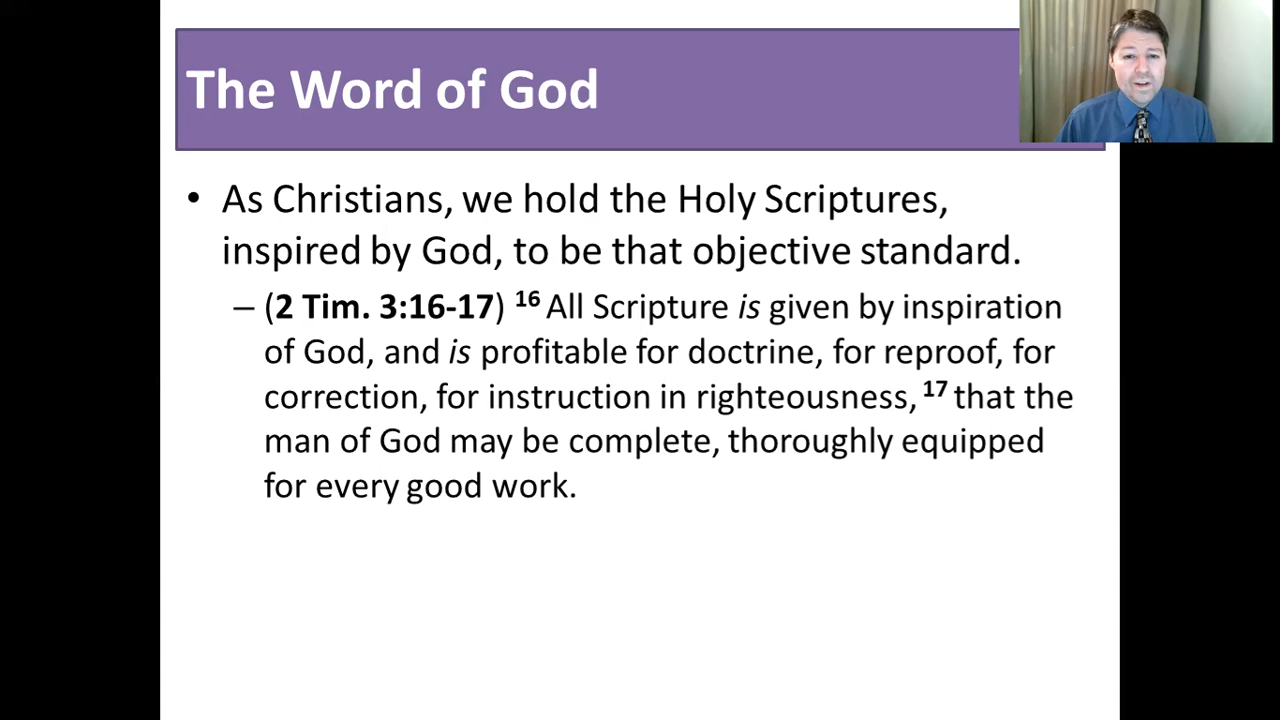 The Word of God
• As Christians, we hold the Holy Scriptures,
inspired by God, to be that objective standard.
– (2 Tim. 3:16-17) 16 All Scripture is given by inspiration
of God, and is profitable for doctrine, for reproof, for
correction, for instruction in righteousness, 17 that the
man of God may be complete, thoroughly equipped
for every good work.